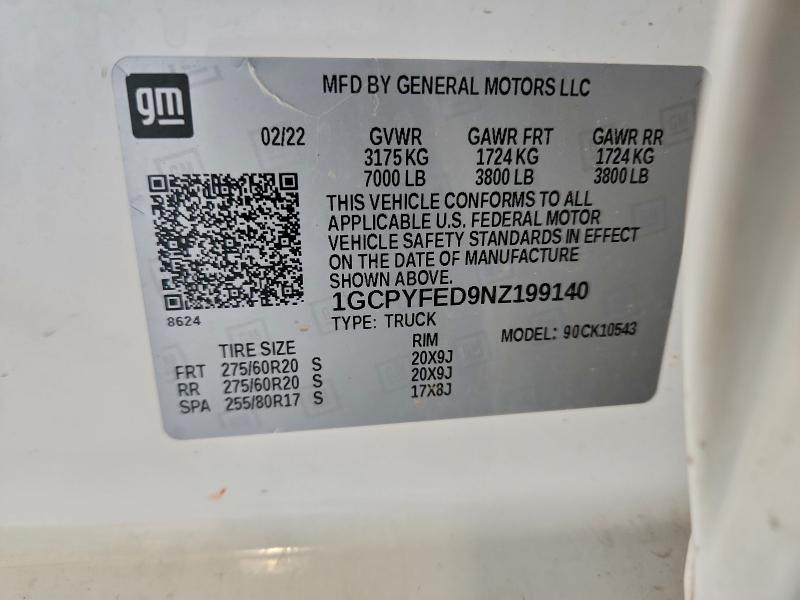 gm
MFD BY GENERAL MOTORS LLC
02/22 GVWR GAWR FRT GAWR RR
3175 KG 1724 KG 1724 KG
7000 LB 3800 LB 3800 LB
THIS VEHICLE CONFORMS TO ALL
APPLICABLE U.S. FEDERAL MOTOR
VEHICLE SAFETY STANDARDS IN EFFECT
ON THE DATE OF MANUFACTURE
SHOWN ABOVE.
1GCPYFED9NZ199140
8624
TYPE: TRUCK MODEL: 90CK10543
TIRE SIZE RIM
FRT 275/60R20 S 20X9J
RR 275/60R20 S 20X9J
SPA 255/80R17 S 17X8J